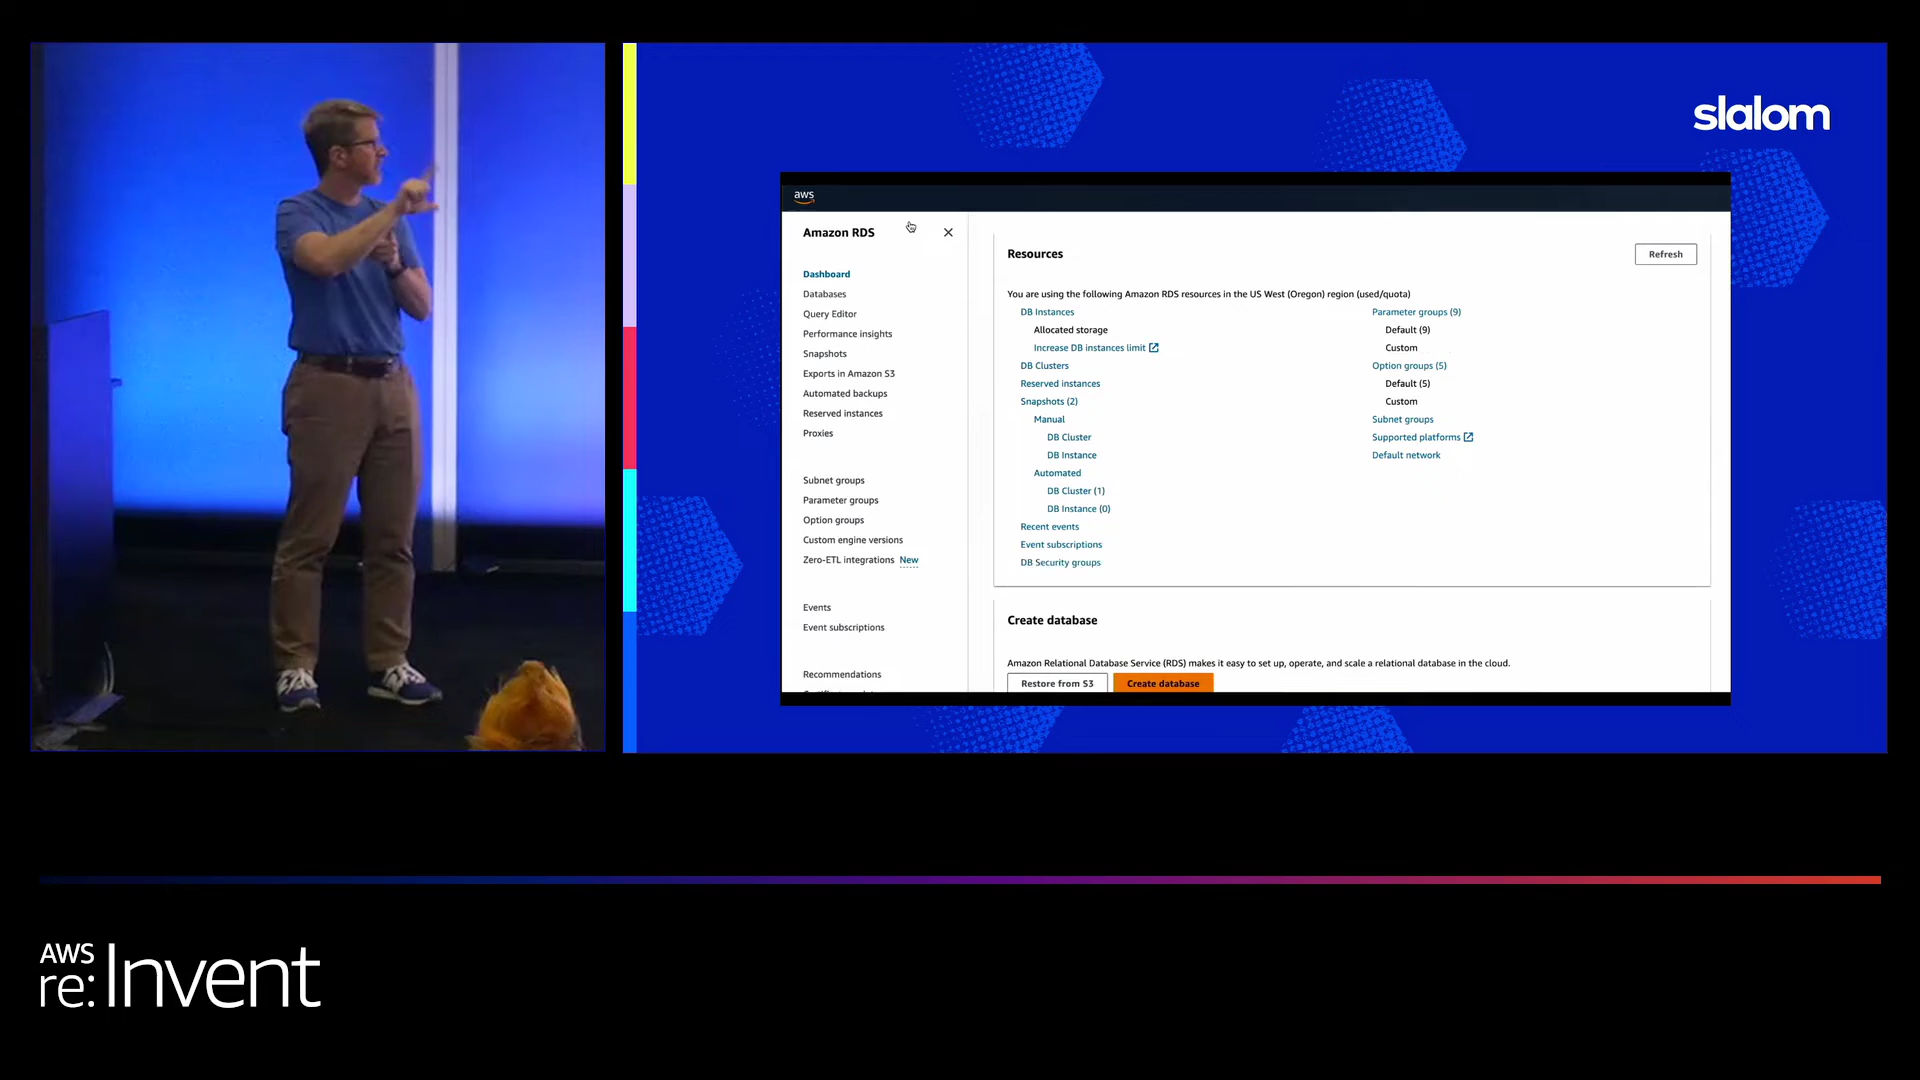 slalom
aws
Amazon RDS
Dashboard
Databases
Query Editor
Performance insights
Snapshots
Exports in Amazon S3
Automated backups
Reserved instances
Proxies
Subnet groups
Parameter groups
Option groups
Custom engine versions
Zero-ETL integrations New
Events
Event subscriptions
Recommendations
Resources
Refresh
You are using the following Amazon RDS resources in the US West (Oregon) region (used/quota)
DB Instances
Allocated storage
Increase DB instances limit
DB Clusters
Reserved instances
Snapshots (2)
Manual
DB Cluster
DB Instance
Automated
DB Cluster (1)
DB Instance (0)
Recent events
Event subscriptions
DB Security groups
Parameter groups (9)
Default (9)
Custom
Option groups (5)
Default (5)
Custom
Subnet groups
Supported platforms
Default network
Create database
Amazon Relational Database Service (RDS) makes it easy to set up, operate, and scale a relational database in the cloud.
Restore from S3
Create database
AWS
re:Invent